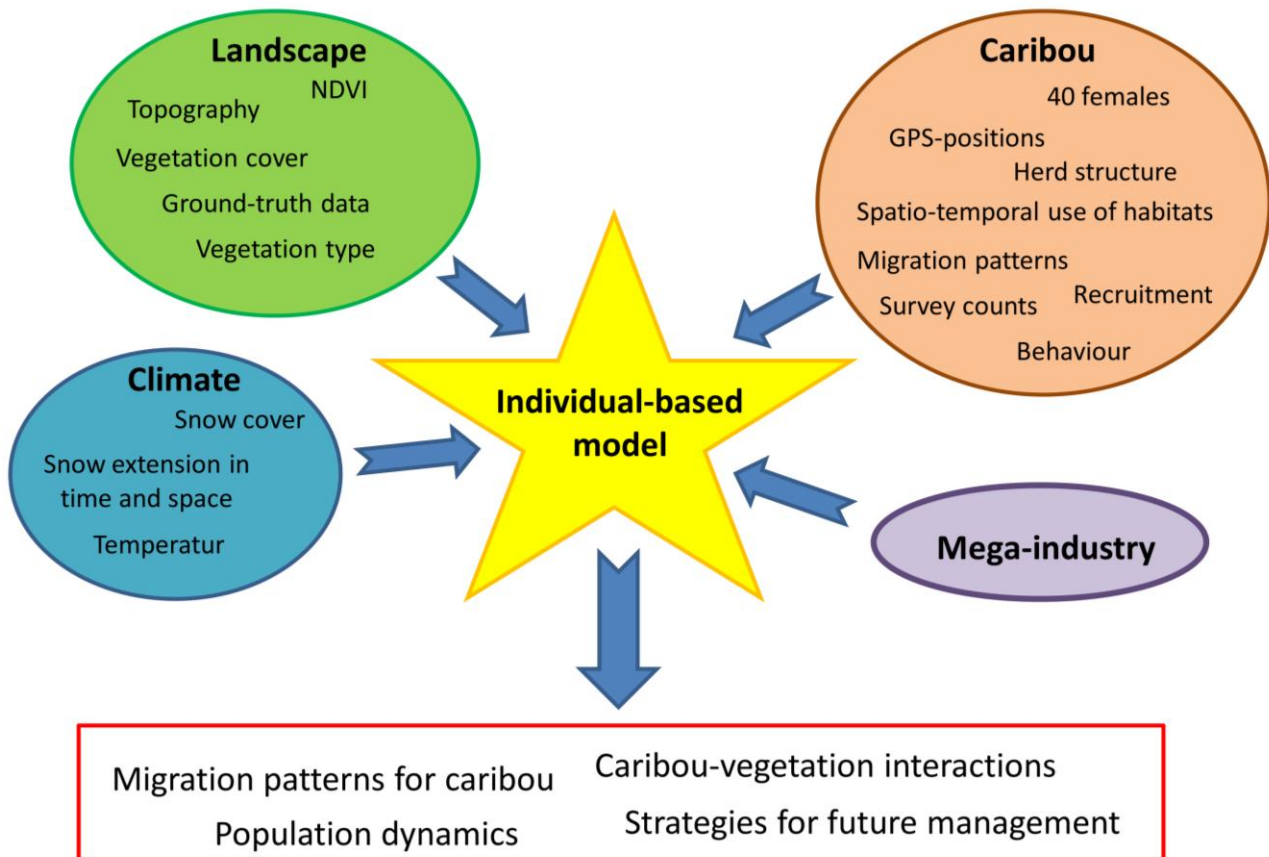 Landscape
NDVI
Topography
Vegetation cover
Ground-truth data
Vegetation type
Caribou
40 females
GPS-positions
Herd structure
Spatio-temporal use of habitats
Migration patterns
Survey counts
Recruitment
Behaviour
Climate
Snow cover
Snow extension in
time and space
Temperatur
Individual-based
model
Mega-industry
Migration patterns for caribou
Caribou-vegetation interactions
Population dynamics
Strategies for future management